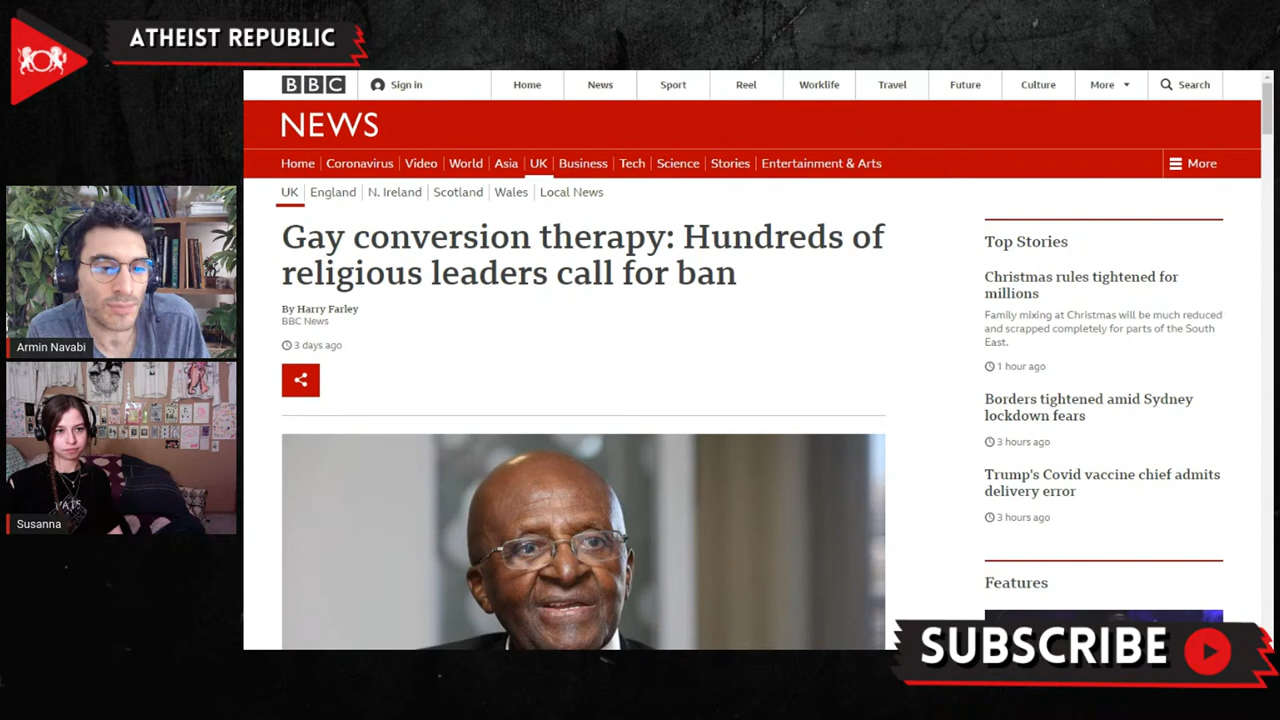 ATHEIST REPUBLIC
BBC
Sign in
Home
News
Sport
Reel
Worklife
Travel
Future
Culture
More
Search
NEWS
Home
Coronavirus
Video
World
Asia
UK
Business
Tech
Science
Stories
Entertainment & Arts
More
UK
England
N. Ireland
Scotland
Wales
Local News
Gay conversion therapy: Hundreds of
religious leaders call for ban
By Harry Farley
BBC News
3 days ago
Top Stories
Christmas rules tightened for
millions
Family mixing at Christmas will be much reduced
and scrapped completely for parts of the South
East.
1 hour ago
Borders tightened amid Sydney
lockdown fears
3 hours ago
Trump's Covid vaccine chief admits
delivery error
3 hours ago
Features
Armin Navabi
Susanna
SUBSCRIBE